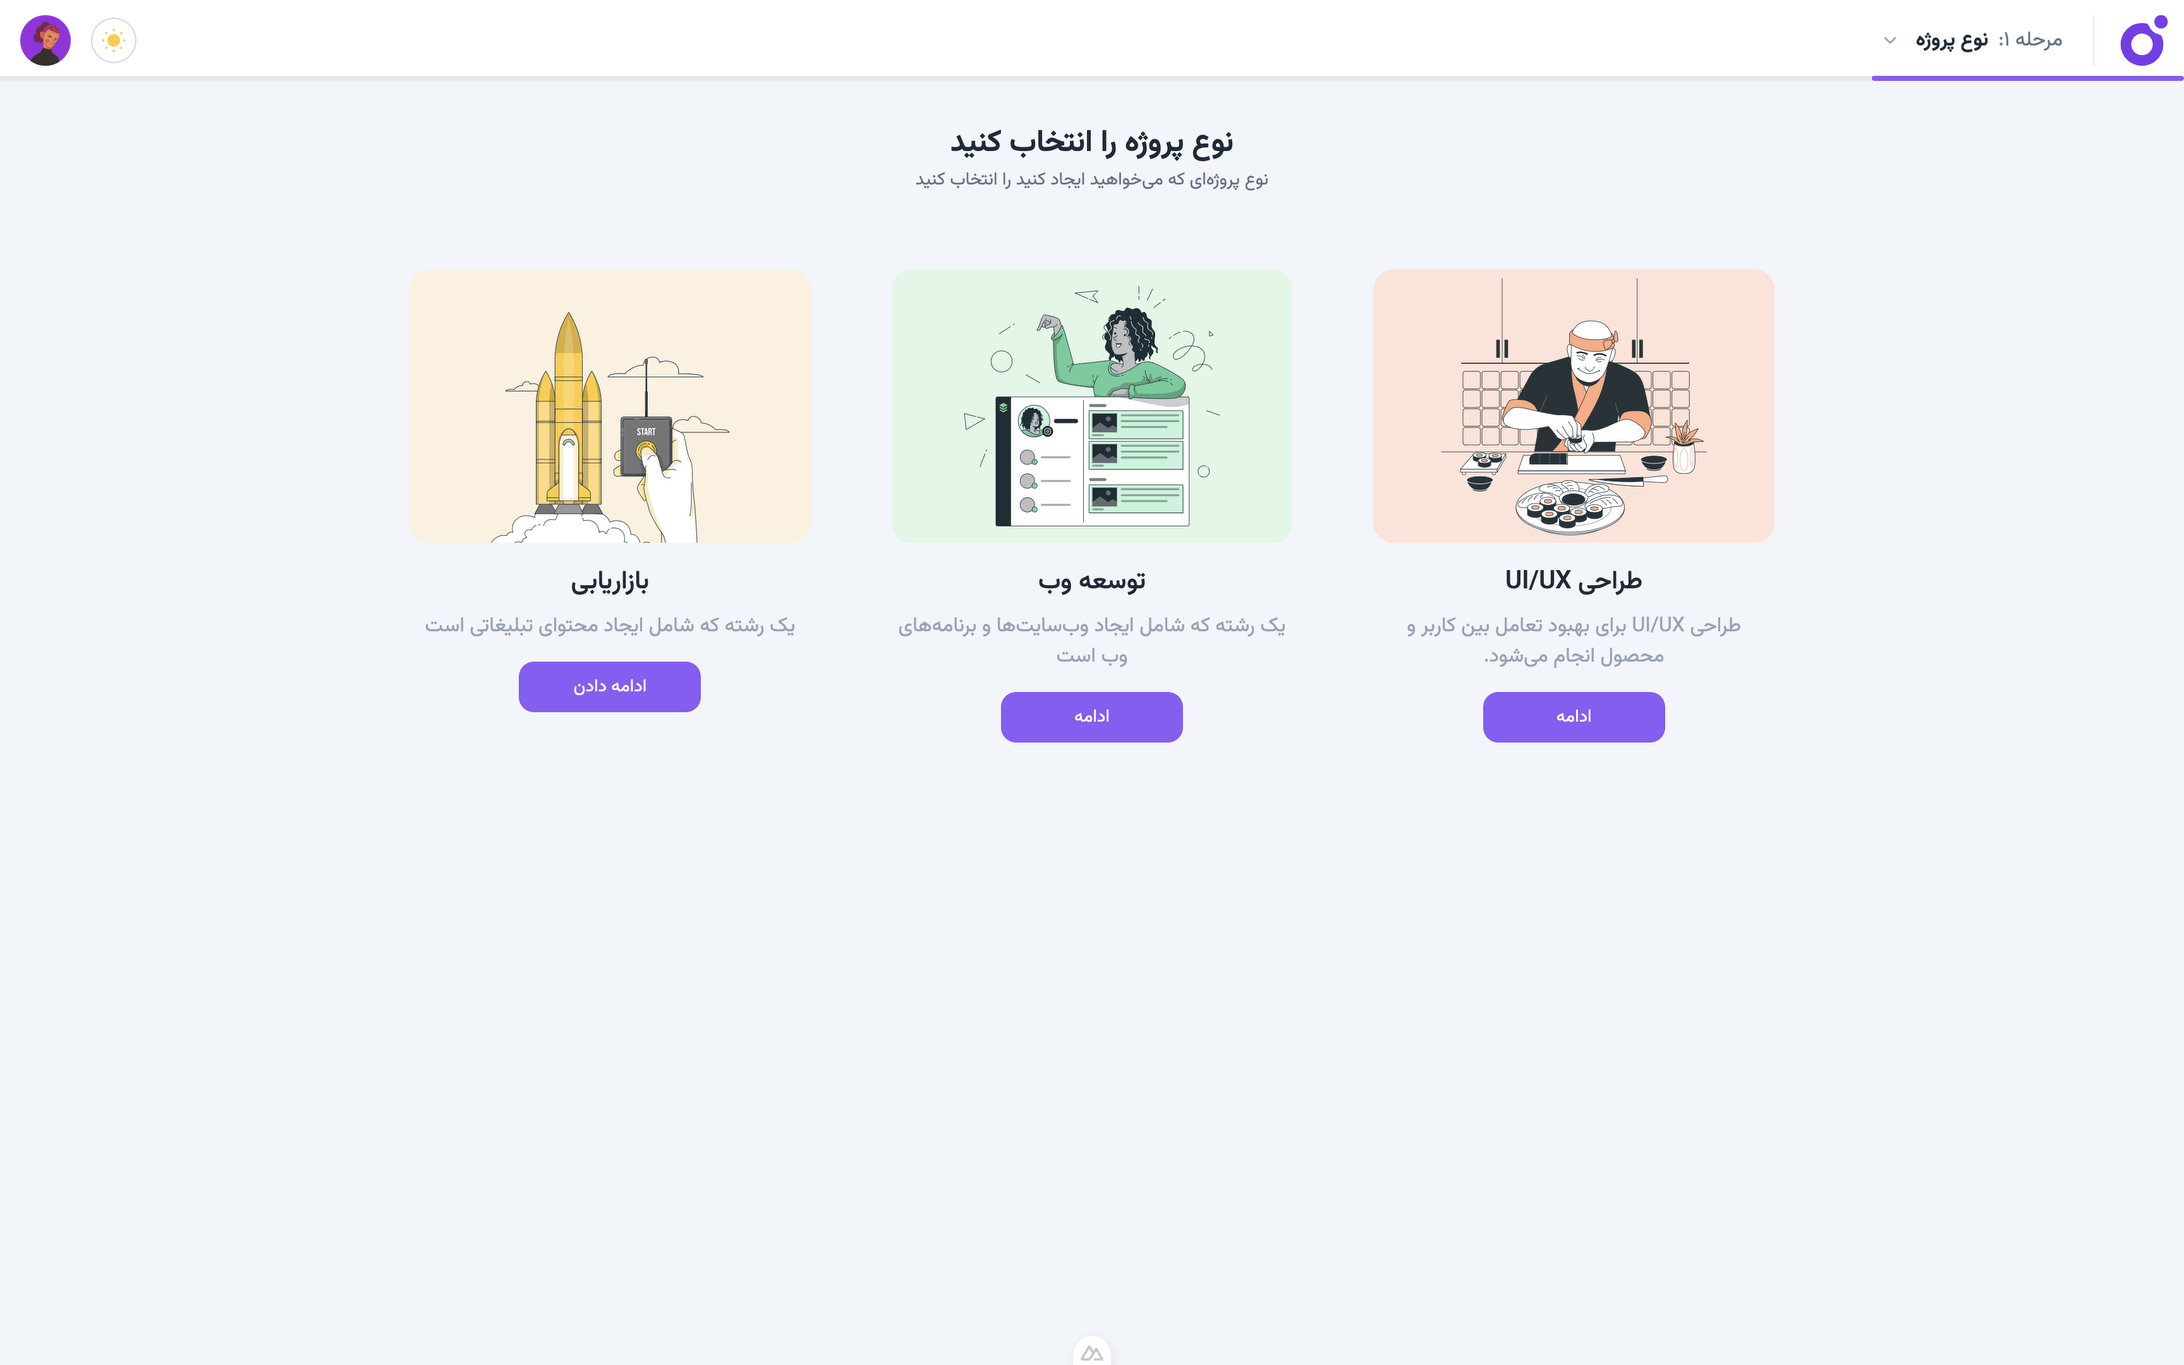 مرحله ۱: نوع پروژه
نوع پروژه را انتخاب کنید
نوع پروژه‌ای که می‌خواهید ایجاد کنید را انتخاب کنید
طراحی UI/UX
طراحی UI/UX برای بهبود تعامل بین کاربر و
محصول انجام می‌شود.
ادامه
توسعه وب
یک رشته که شامل ایجاد وب‌سایت‌ها و برنامه‌های
وب است
ادامه
START
بازاریابی
یک رشته که شامل ایجاد محتوای تبلیغاتی است
ادامه دادن